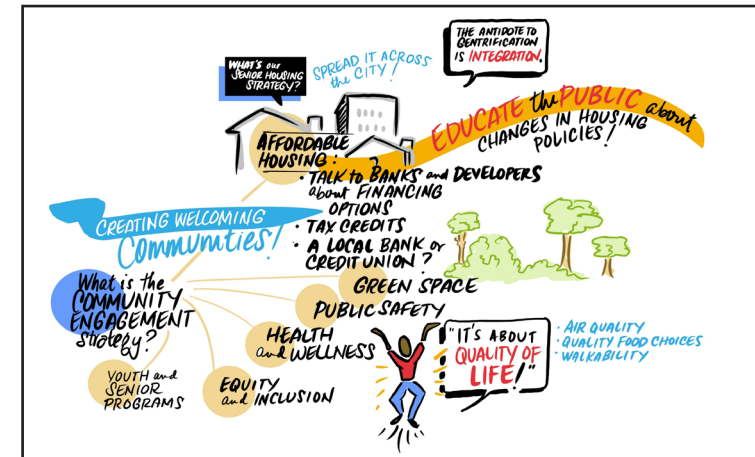 WHAT'S our
SENIOR HOUSING
STRATEGY?
SPREAD IT ACROSS
the CITY!
THE ANTIDOTE TO
GENTRIFICATION
IS INTEGRATION.
EDUCATE the PUBLIC about
CHANGES IN HOUSING
POLICIES!
AFFORDABLE
HOUSING:
• TALK to BANKS and DEVELOPERS
about FINANCING
OPTIONS
• TAX CREDITS
• A LOCAL BANK or
CREDIT UNION?
CREATING WELCOMING
COMMUNITIES!
What is the
COMMUNITY
ENGAGEMENT
Strategy?
GREEN SPACE
PUBLIC SAFETY
HEALTH
and WELLNESS
EQUITY
and INCLUSION
YOUTH and
SENIOR
PROGRAMS
"IT'S ABOUT
QUALITY OF
LIFE!"
• AIR QUALITY
• QUALITY FOOD CHOICES
• WALKABILITY